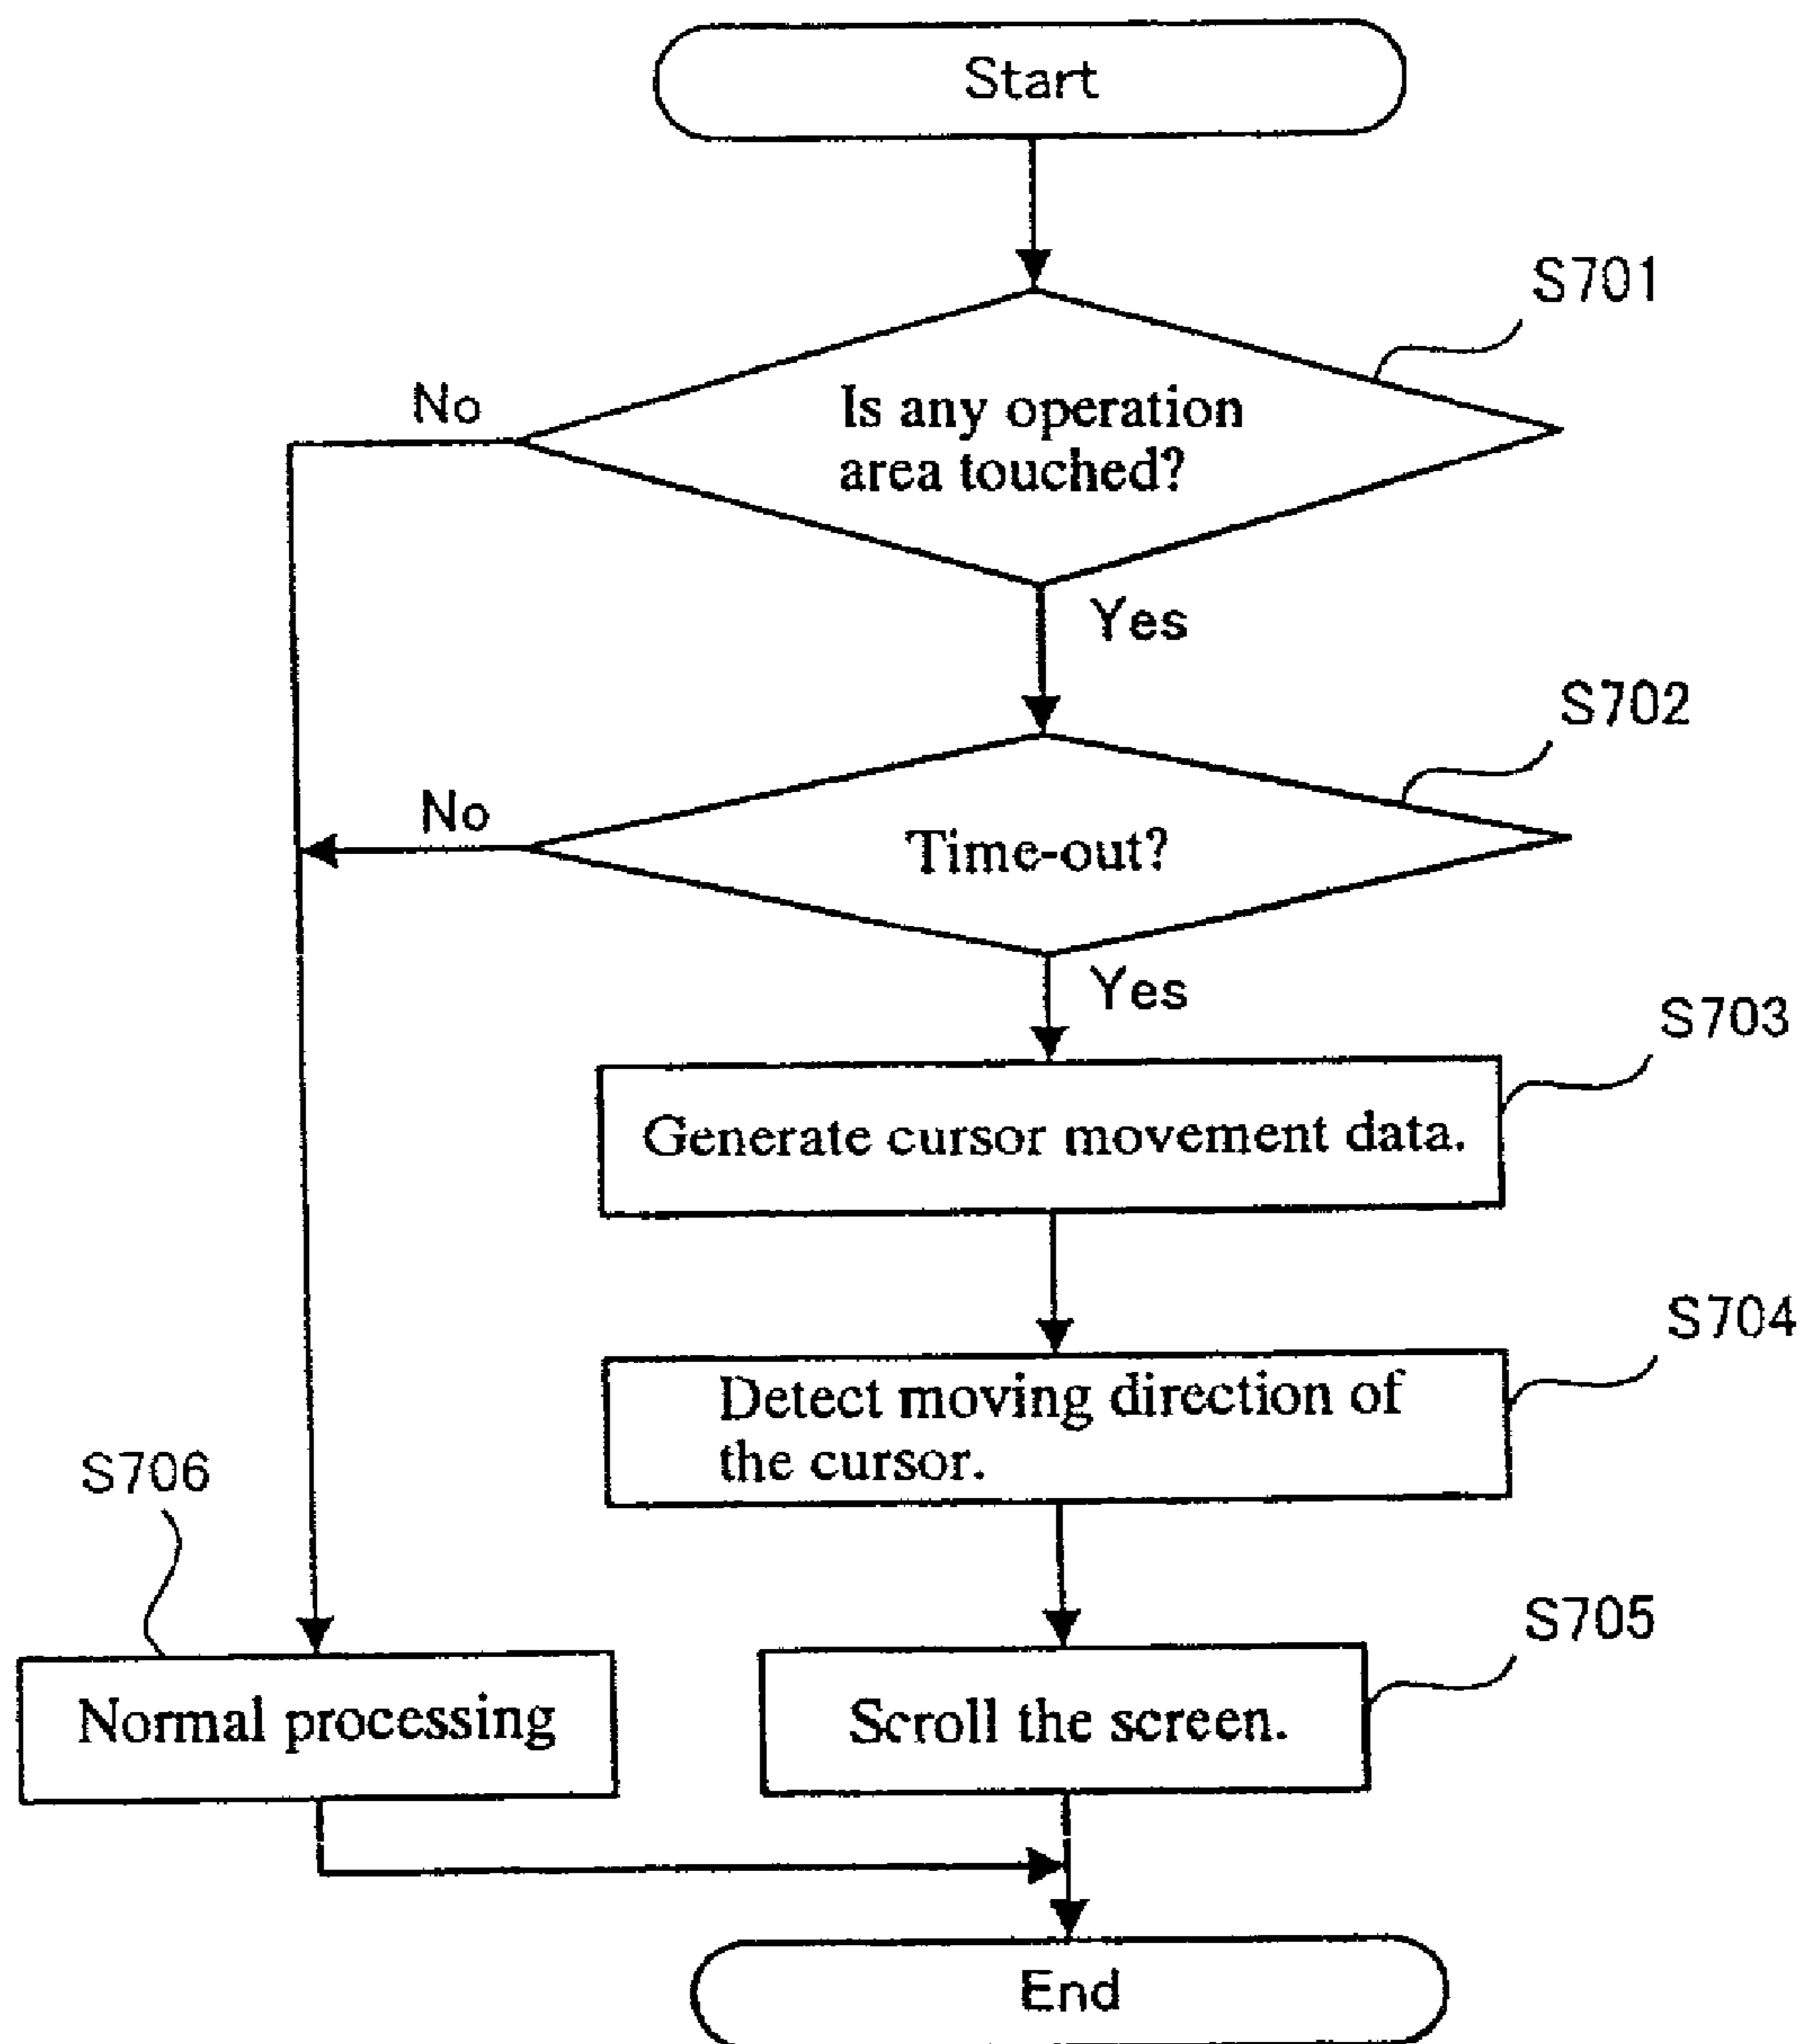 Start
S701
No
Is any operation
area touched?
Yes
S702
No
Time-out?
Yes
S703
Generate cursor movement data.
S704
Detect moving direction of
the cursor.
S706
S705
Normal processing
Scroll the screen.
End